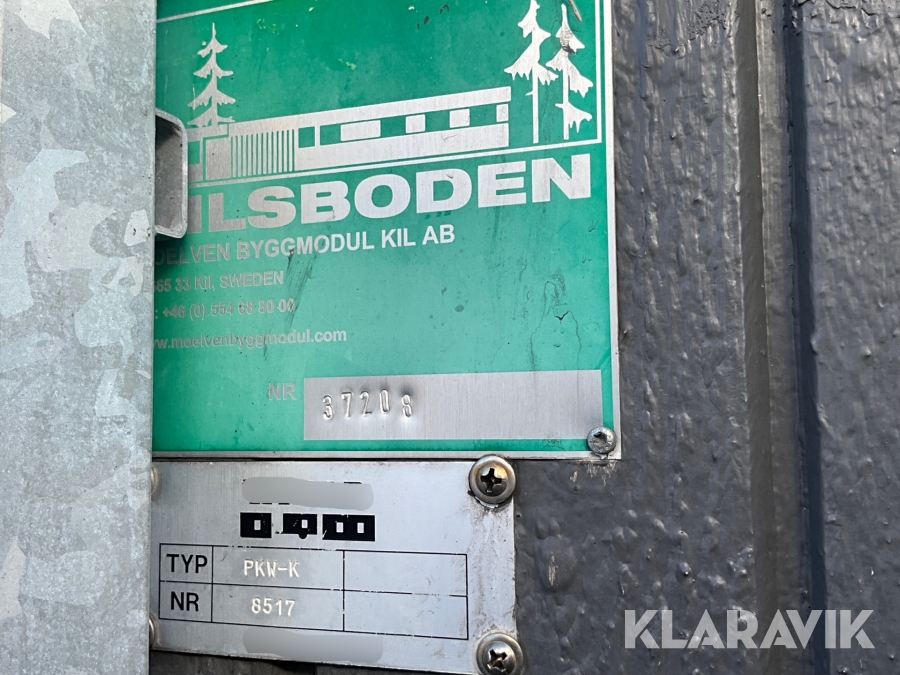 ILSBODEN
OELVEN BYGGMODUL KIL AB
665 33 Kil, SWEDEN
: +46 (0) 554 68 80 00
www.moelvenbyggmodul.com
NR 37208
TYP PKW-K
NR 8517
KLARAVIK